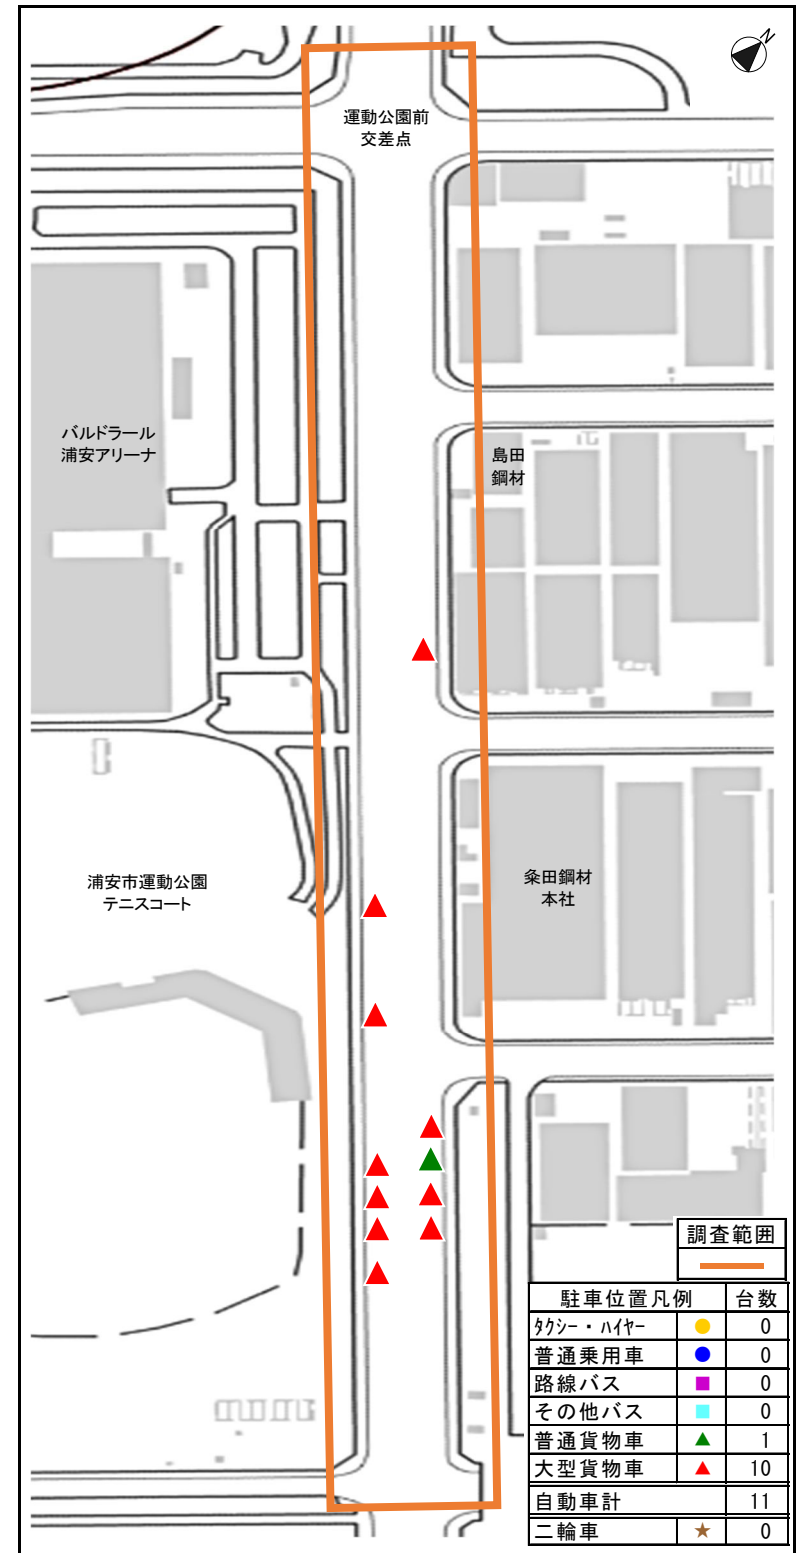 N
運動公園前
交差点
バルドラール
浦安アリーナ
島田
鋼材
浦安市運動公園
テニスコート
粂田鋼材
本社
調査範囲
駐車位置凡例 台数
ﾀｸｼｰ・ﾊｲﾔｰ 0
普通乗用車 0
路線バス 0
その他バス 0
普通貨物車 1
大型貨物車 10
自動車計 11
二輪車 0